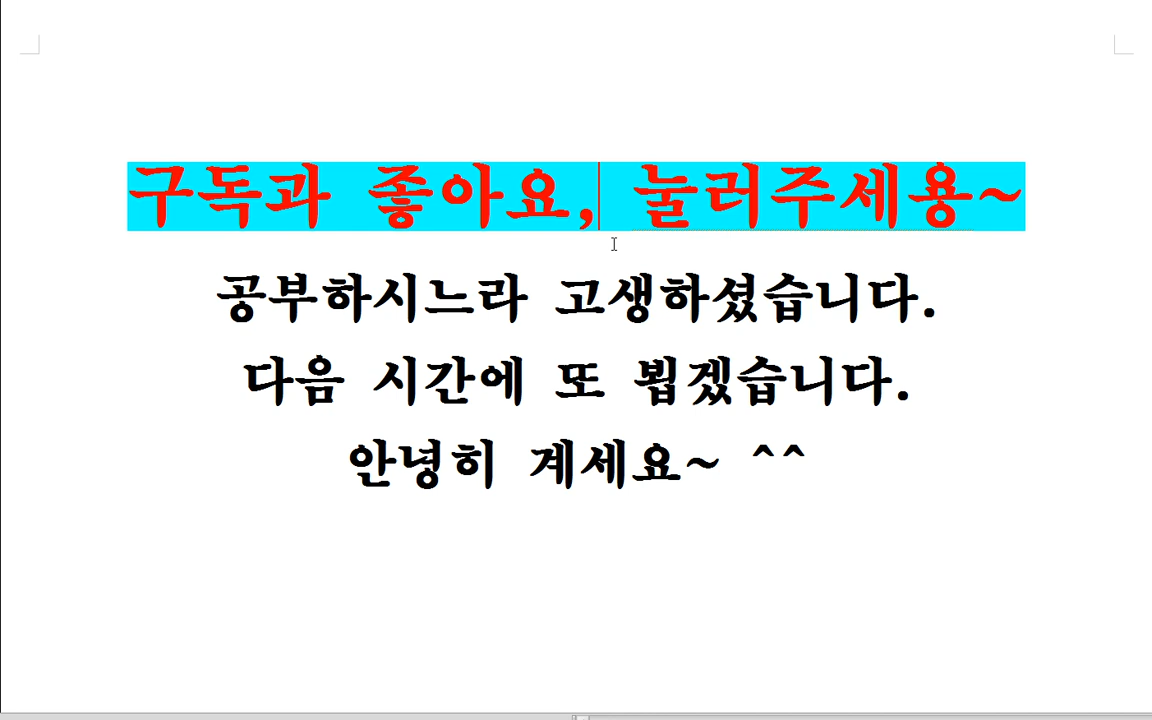 구독과 좋아요, 눌러주세용~
공부하시느라 고생하셨습니다.
다음 시간에 또 뵙겠습니다.
안녕히 계세요~ ^^